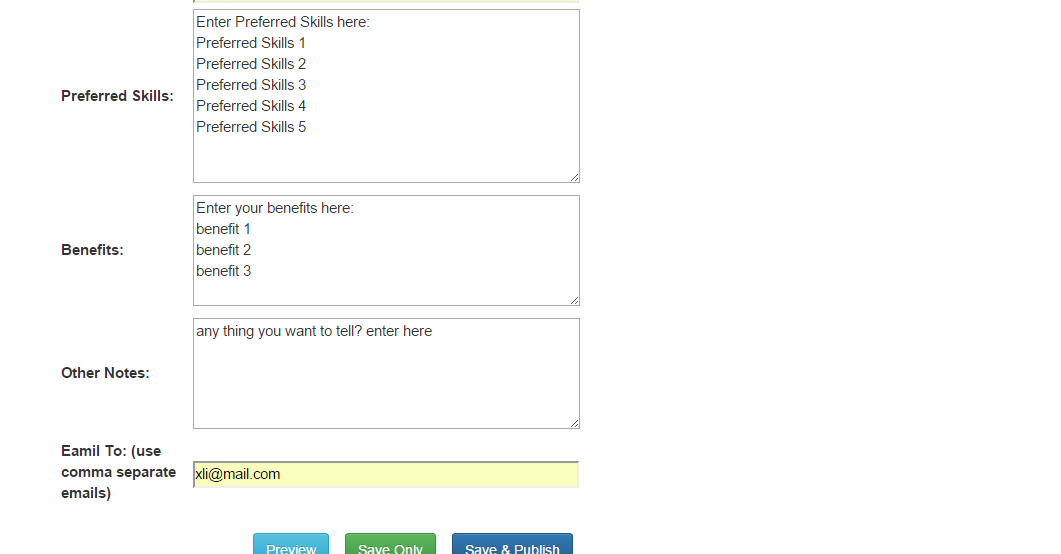 Enter Preferred Skills here:
Preferred Skills 1
Preferred Skills 2
Preferred Skills 3
Preferred Skills:
Preferred Skills 4
Preferred Skills 5
Enter your benefits here:
benefit 1
Benefits:
benefit 2
benefit 3
any thing you want to tell? enter here
Other Notes:
Eamil To: (use
comma separate
emails)
xli@mail.com
Preview
Save Only
Save & Publish